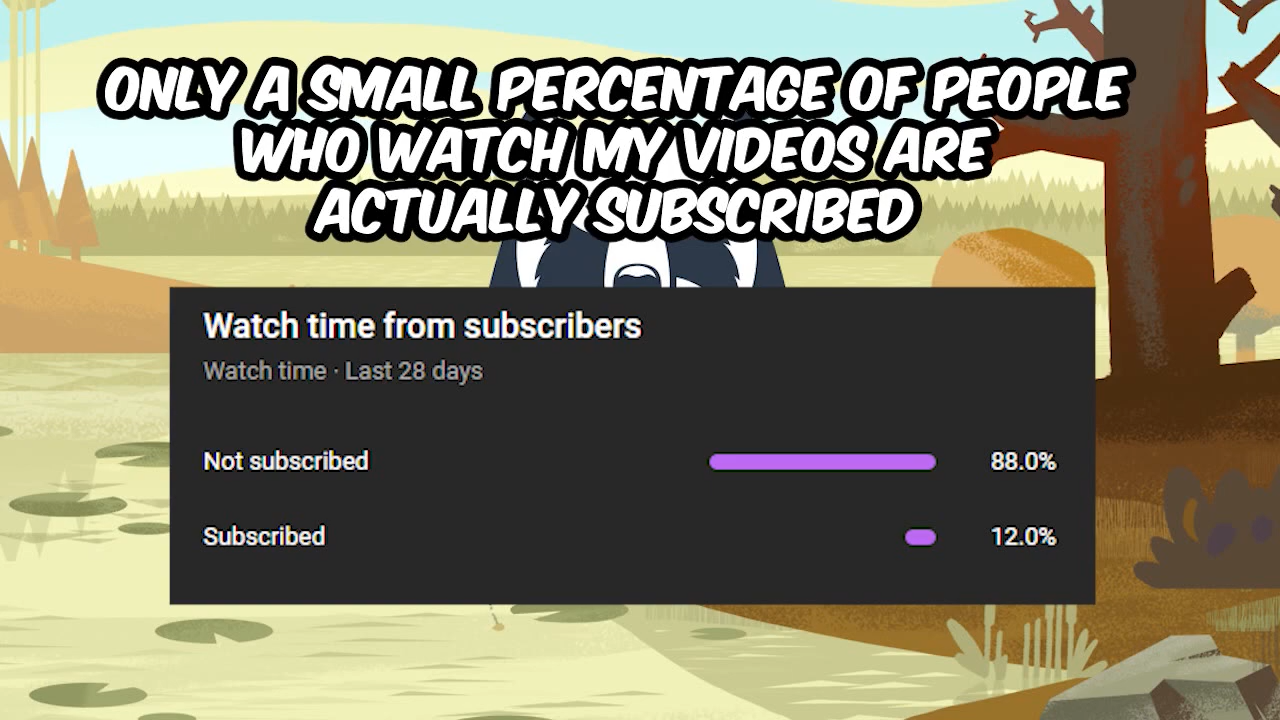 ONLY A SMALL PERCENTAGE OF PEOPLE
WHO WATCH MY VIDEOS ARE
ACTUALLY SUBSCRIBED
Watch time from subscribers
Watch time · Last 28 days
Not subscribed 88.0%
Subscribed 12.0%